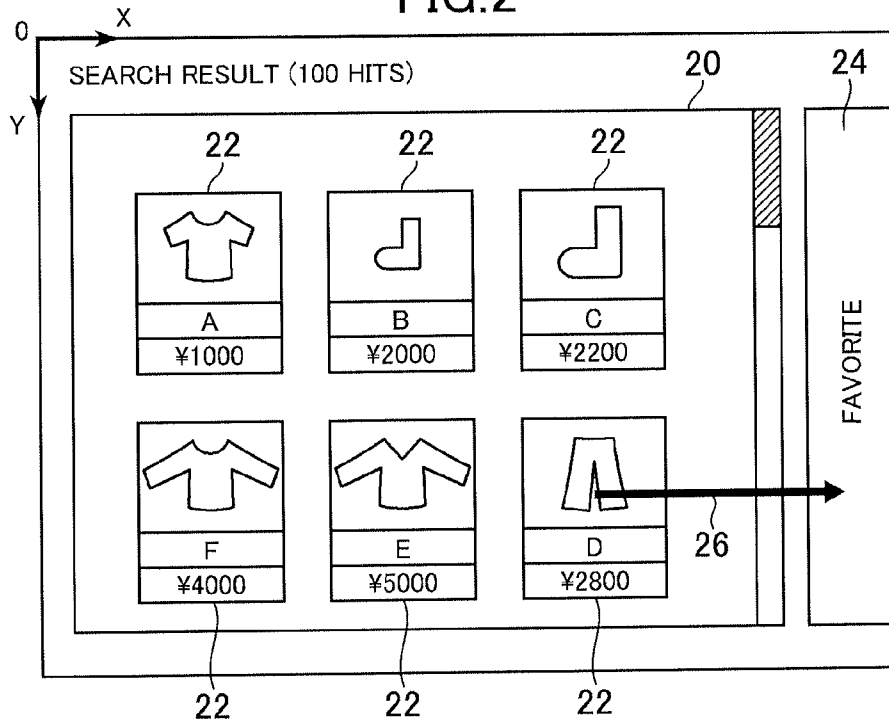 FIG.2
0
X
Y
SEARCH RESULT (100 HITS)
20
24
22
22
22
A
B
C
¥1000
¥2000
¥2200
FAVORITE
F
E
D
26
¥4000
¥5000
¥2800
22
22
22